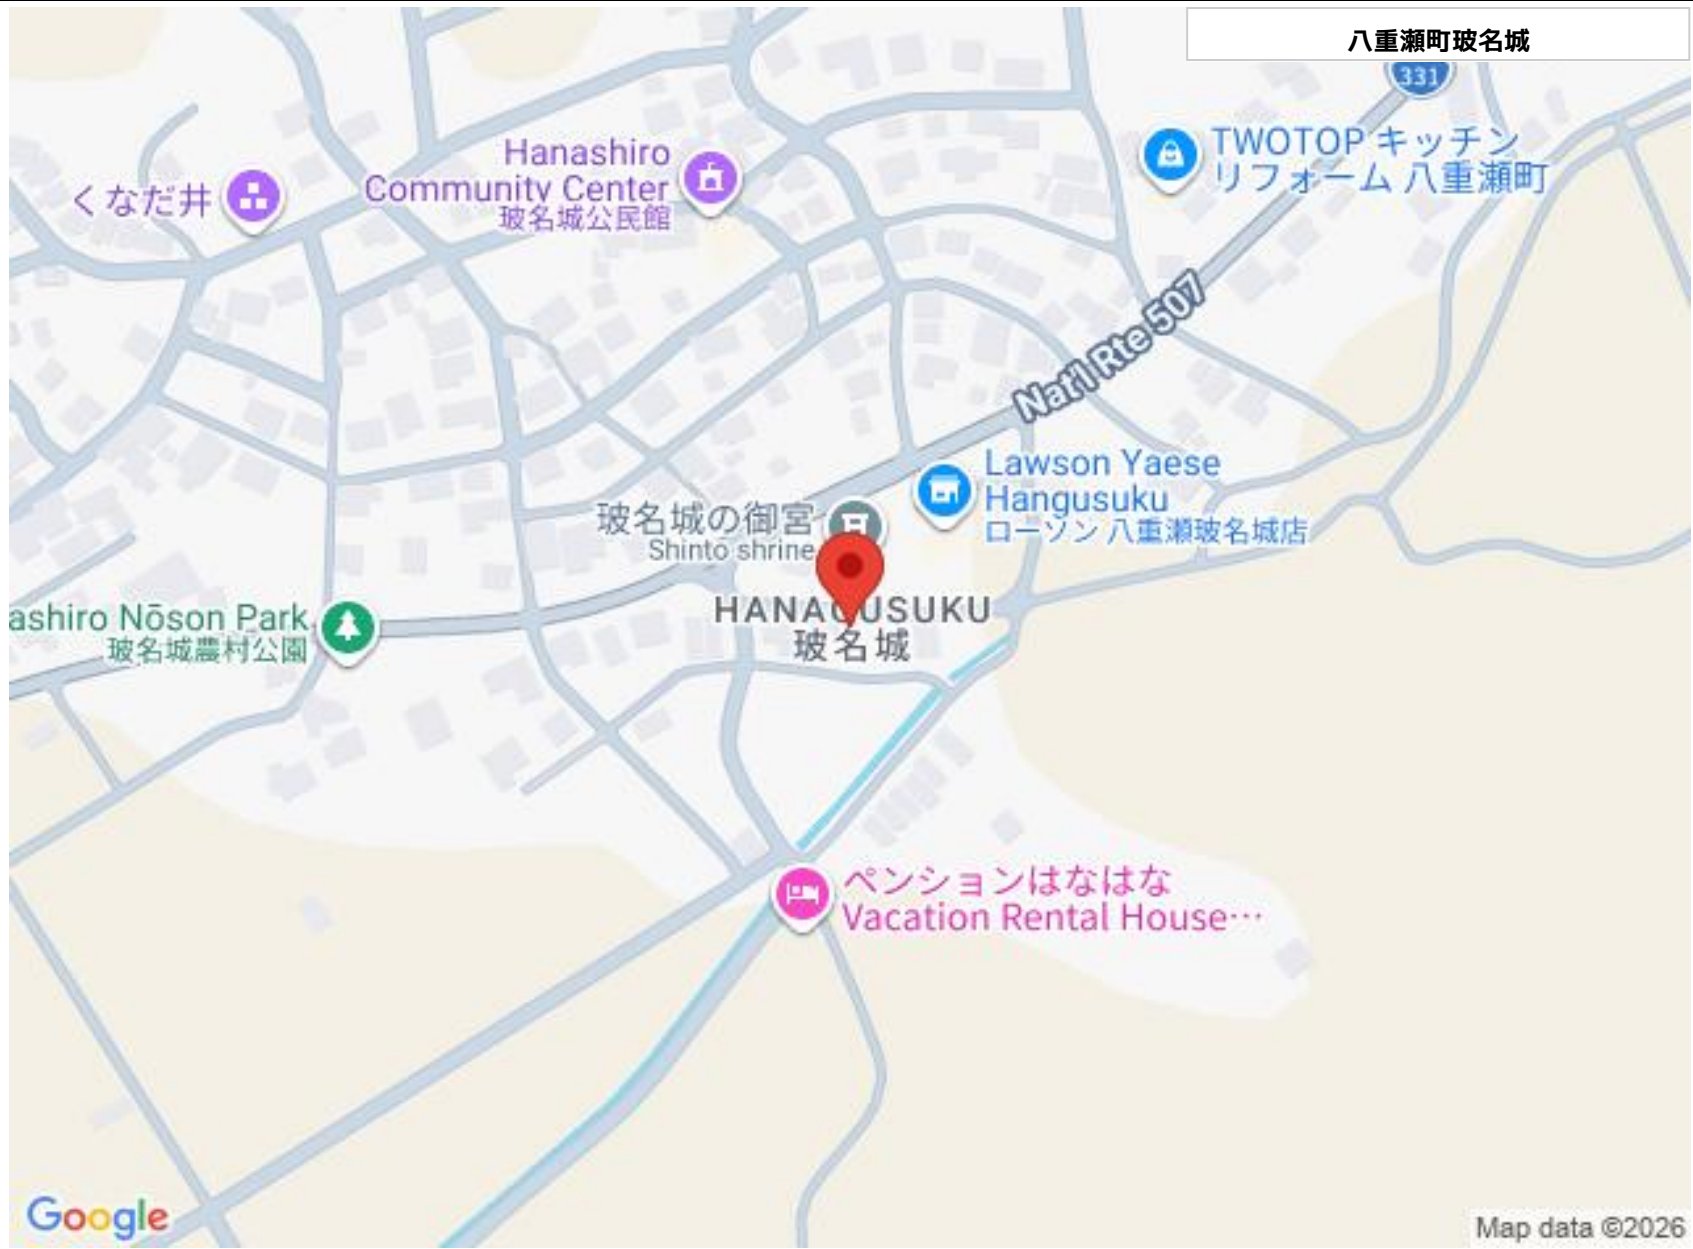 八重瀬町玻名城
331
TWOTOP キッチン
リフォーム 八重瀬町
Hanashiro
Community Center
玻名城公民館
くなだ井
Nat'l Rte 507
Lawson Yaese
Hangusuku
ローソン 八重瀬玻名城店
玻名城の御宮
Shinto shrine
HANAGUSUKU
玻名城
ashiro Nōson Park
玻名城農村公園
ペンションはなはな
Vacation Rental House…
Google
Map data ©2026